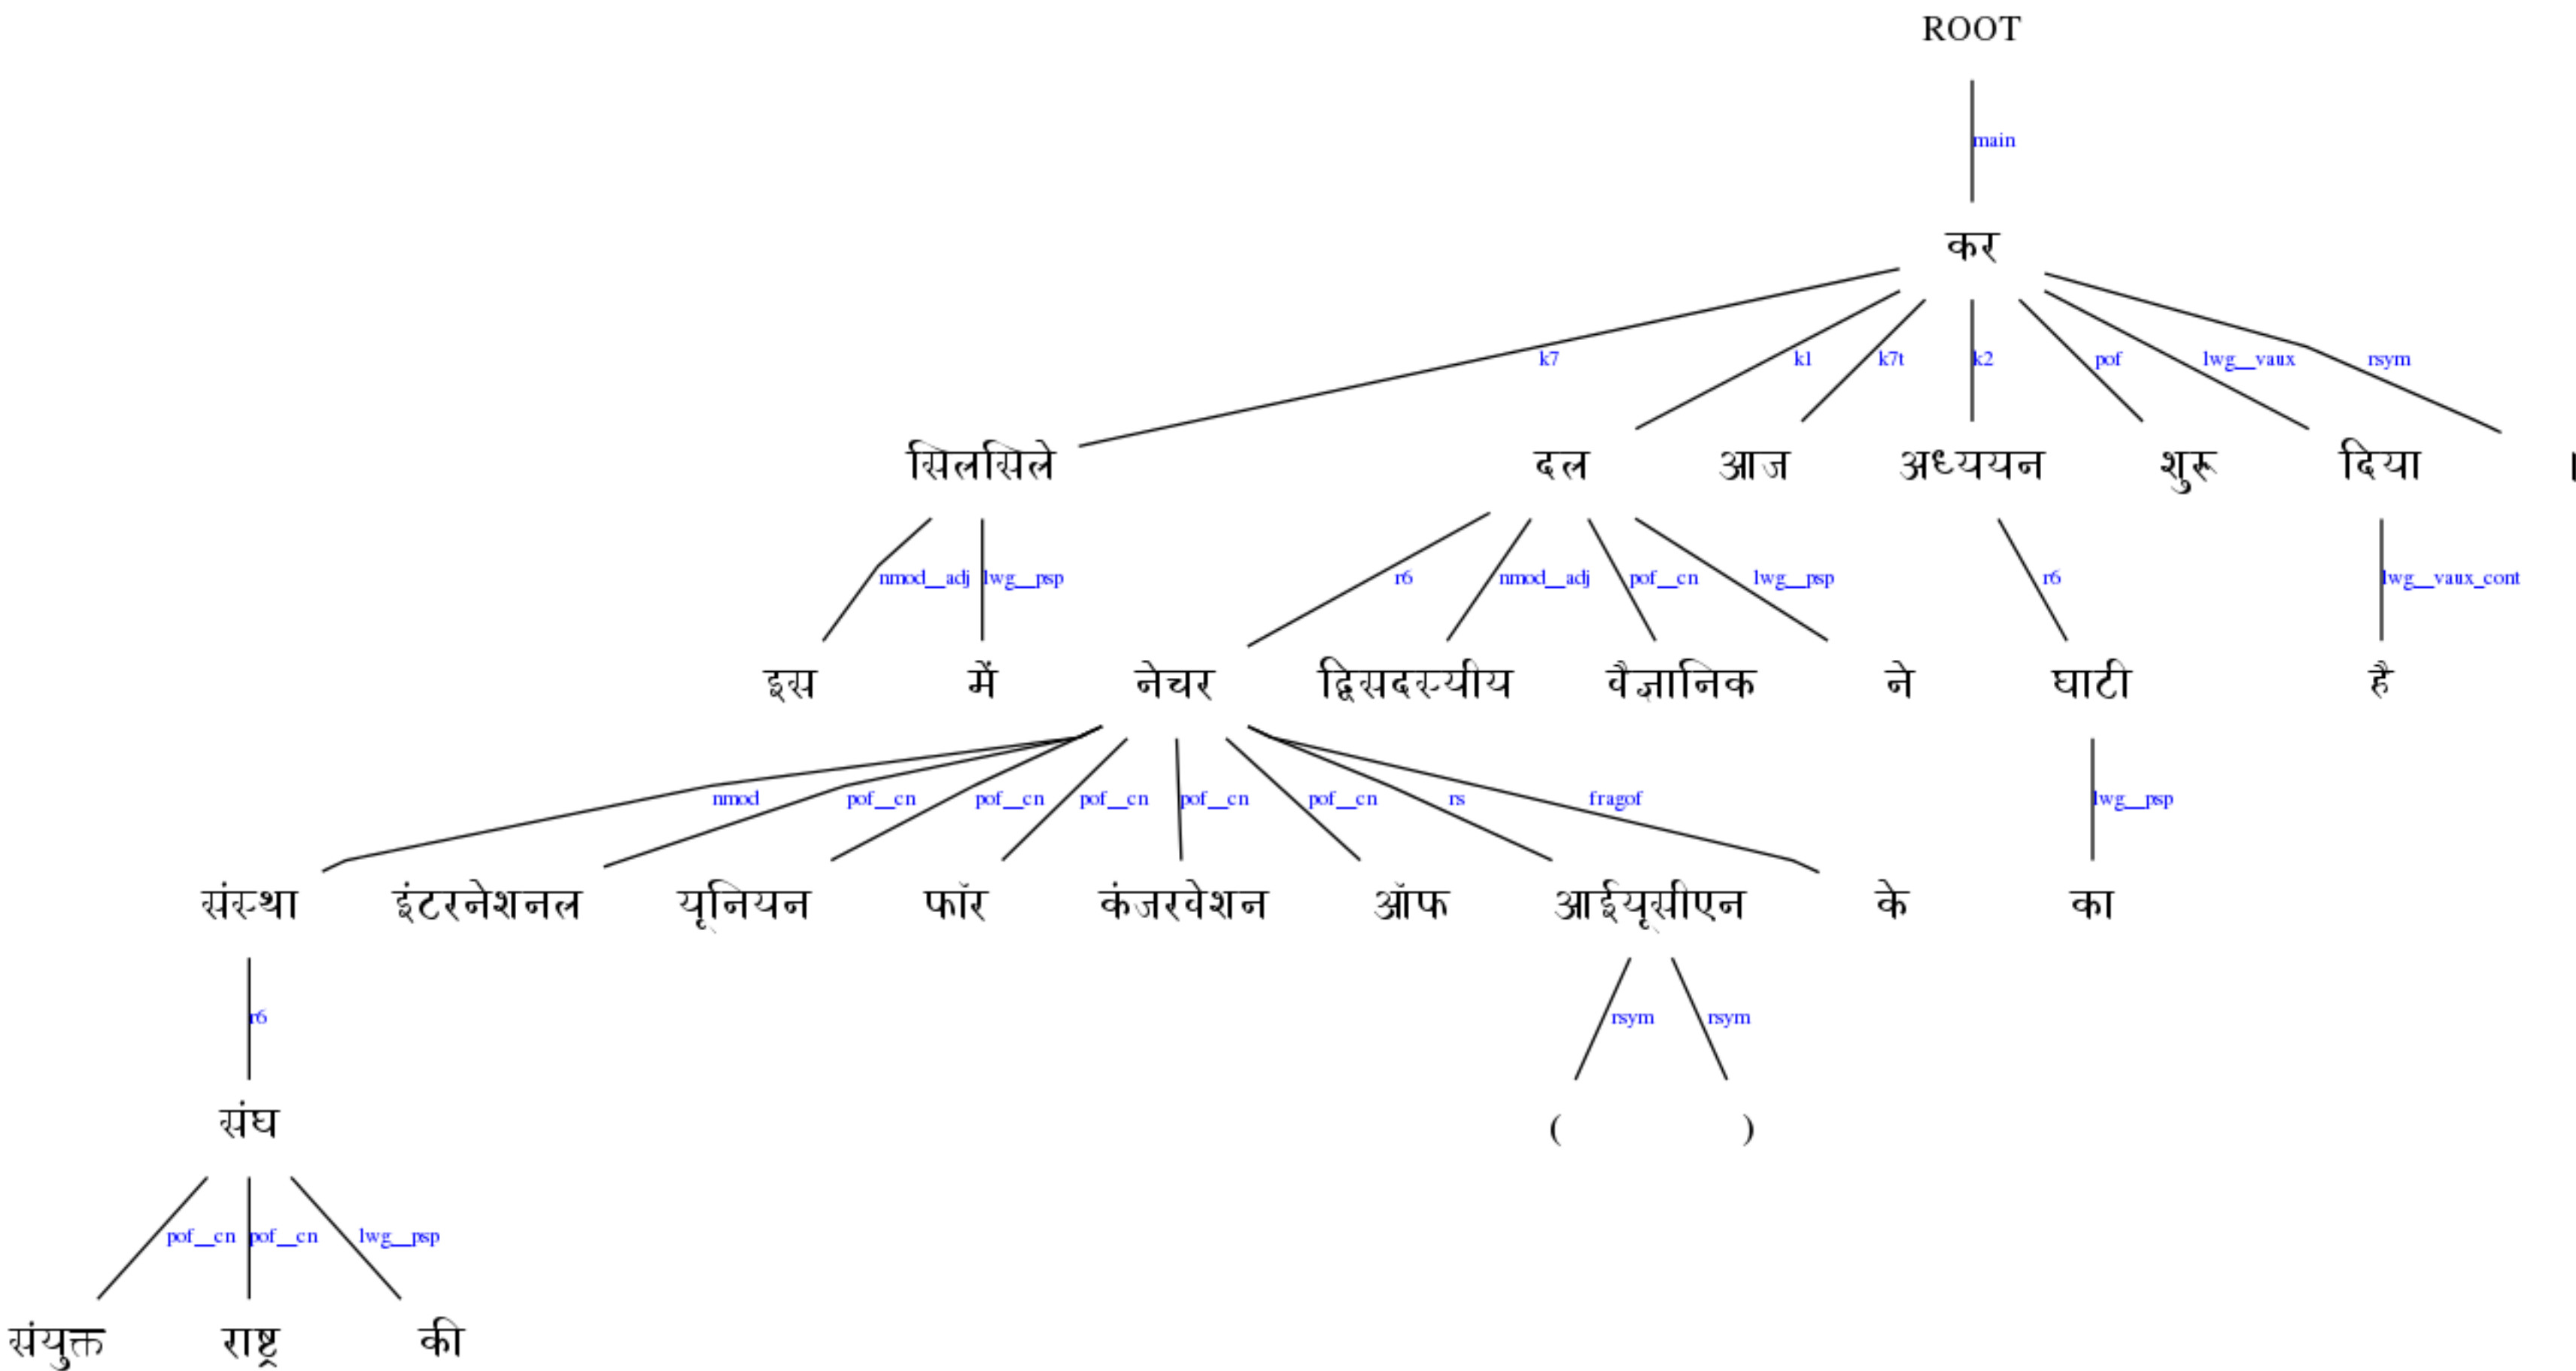 ROOT
main
कर
k7 k1 k7t k2 pof lwg__vaux rsym
सिलसिले दल आज अध्ययन शुरू दिया ।
nmod__adj lwg__psp r6 nmod__adj pof__cn lwg__psp r6 lwg__vaux_cont
इस में नेचर द्विसदस्यीय वैज्ञानिक ने घाटी है
nmod pof__cn pof__cn pof__cn pof__cn pof__cn rs fragof lwg__psp
संस्था इंटरनेशनल यूनियन फॉर कंजरवेशन ऑफ आईयूसीएन के का
r6 rsym rsym
संघ ( )
pof__cn pof__cn lwg__psp
संयुक्त राष्ट्र की